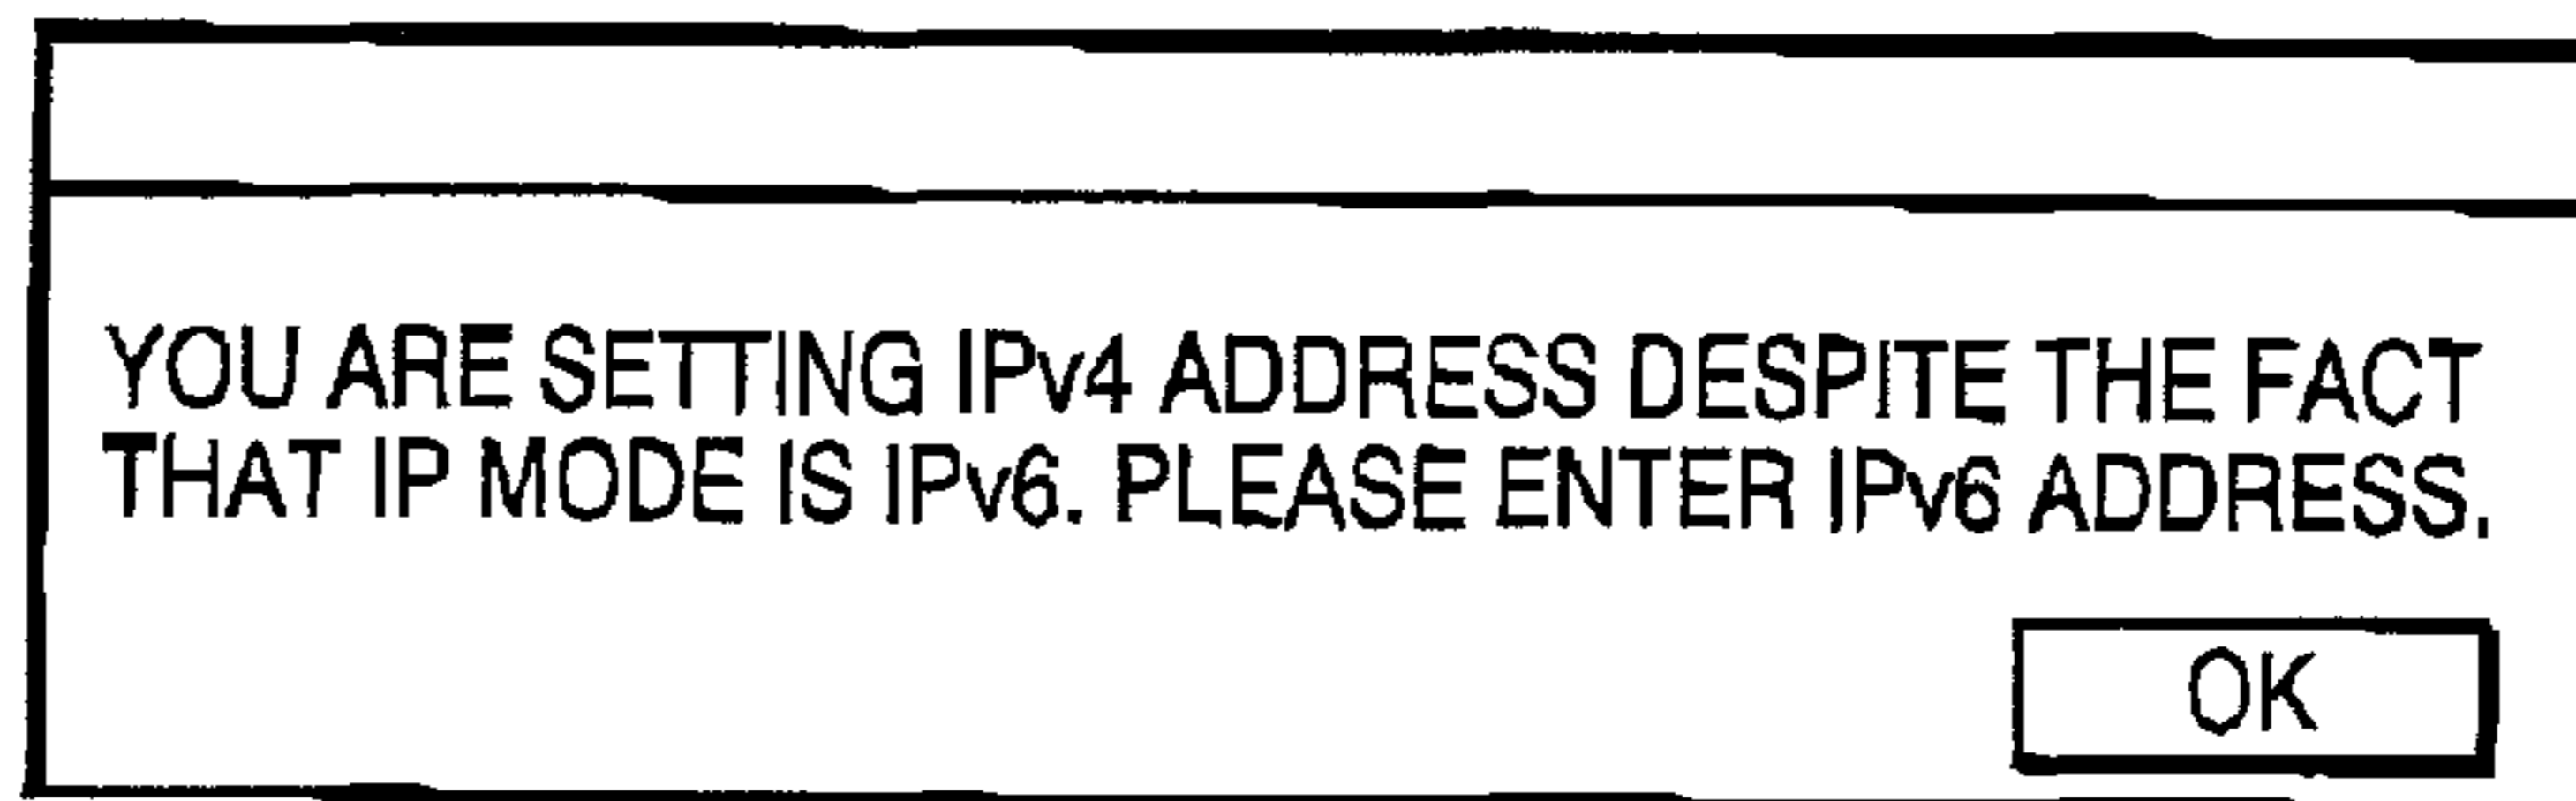 YOU ARE SETTING IPv4 ADDRESS DESPITE THE FACT
THAT IP MODE IS IPv6. PLEASE ENTER IPv6 ADDRESS.
OK